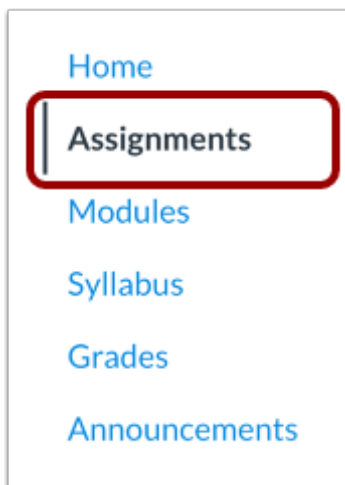 Home
Assignments
Modules
Syllabus
Grades
Announcements